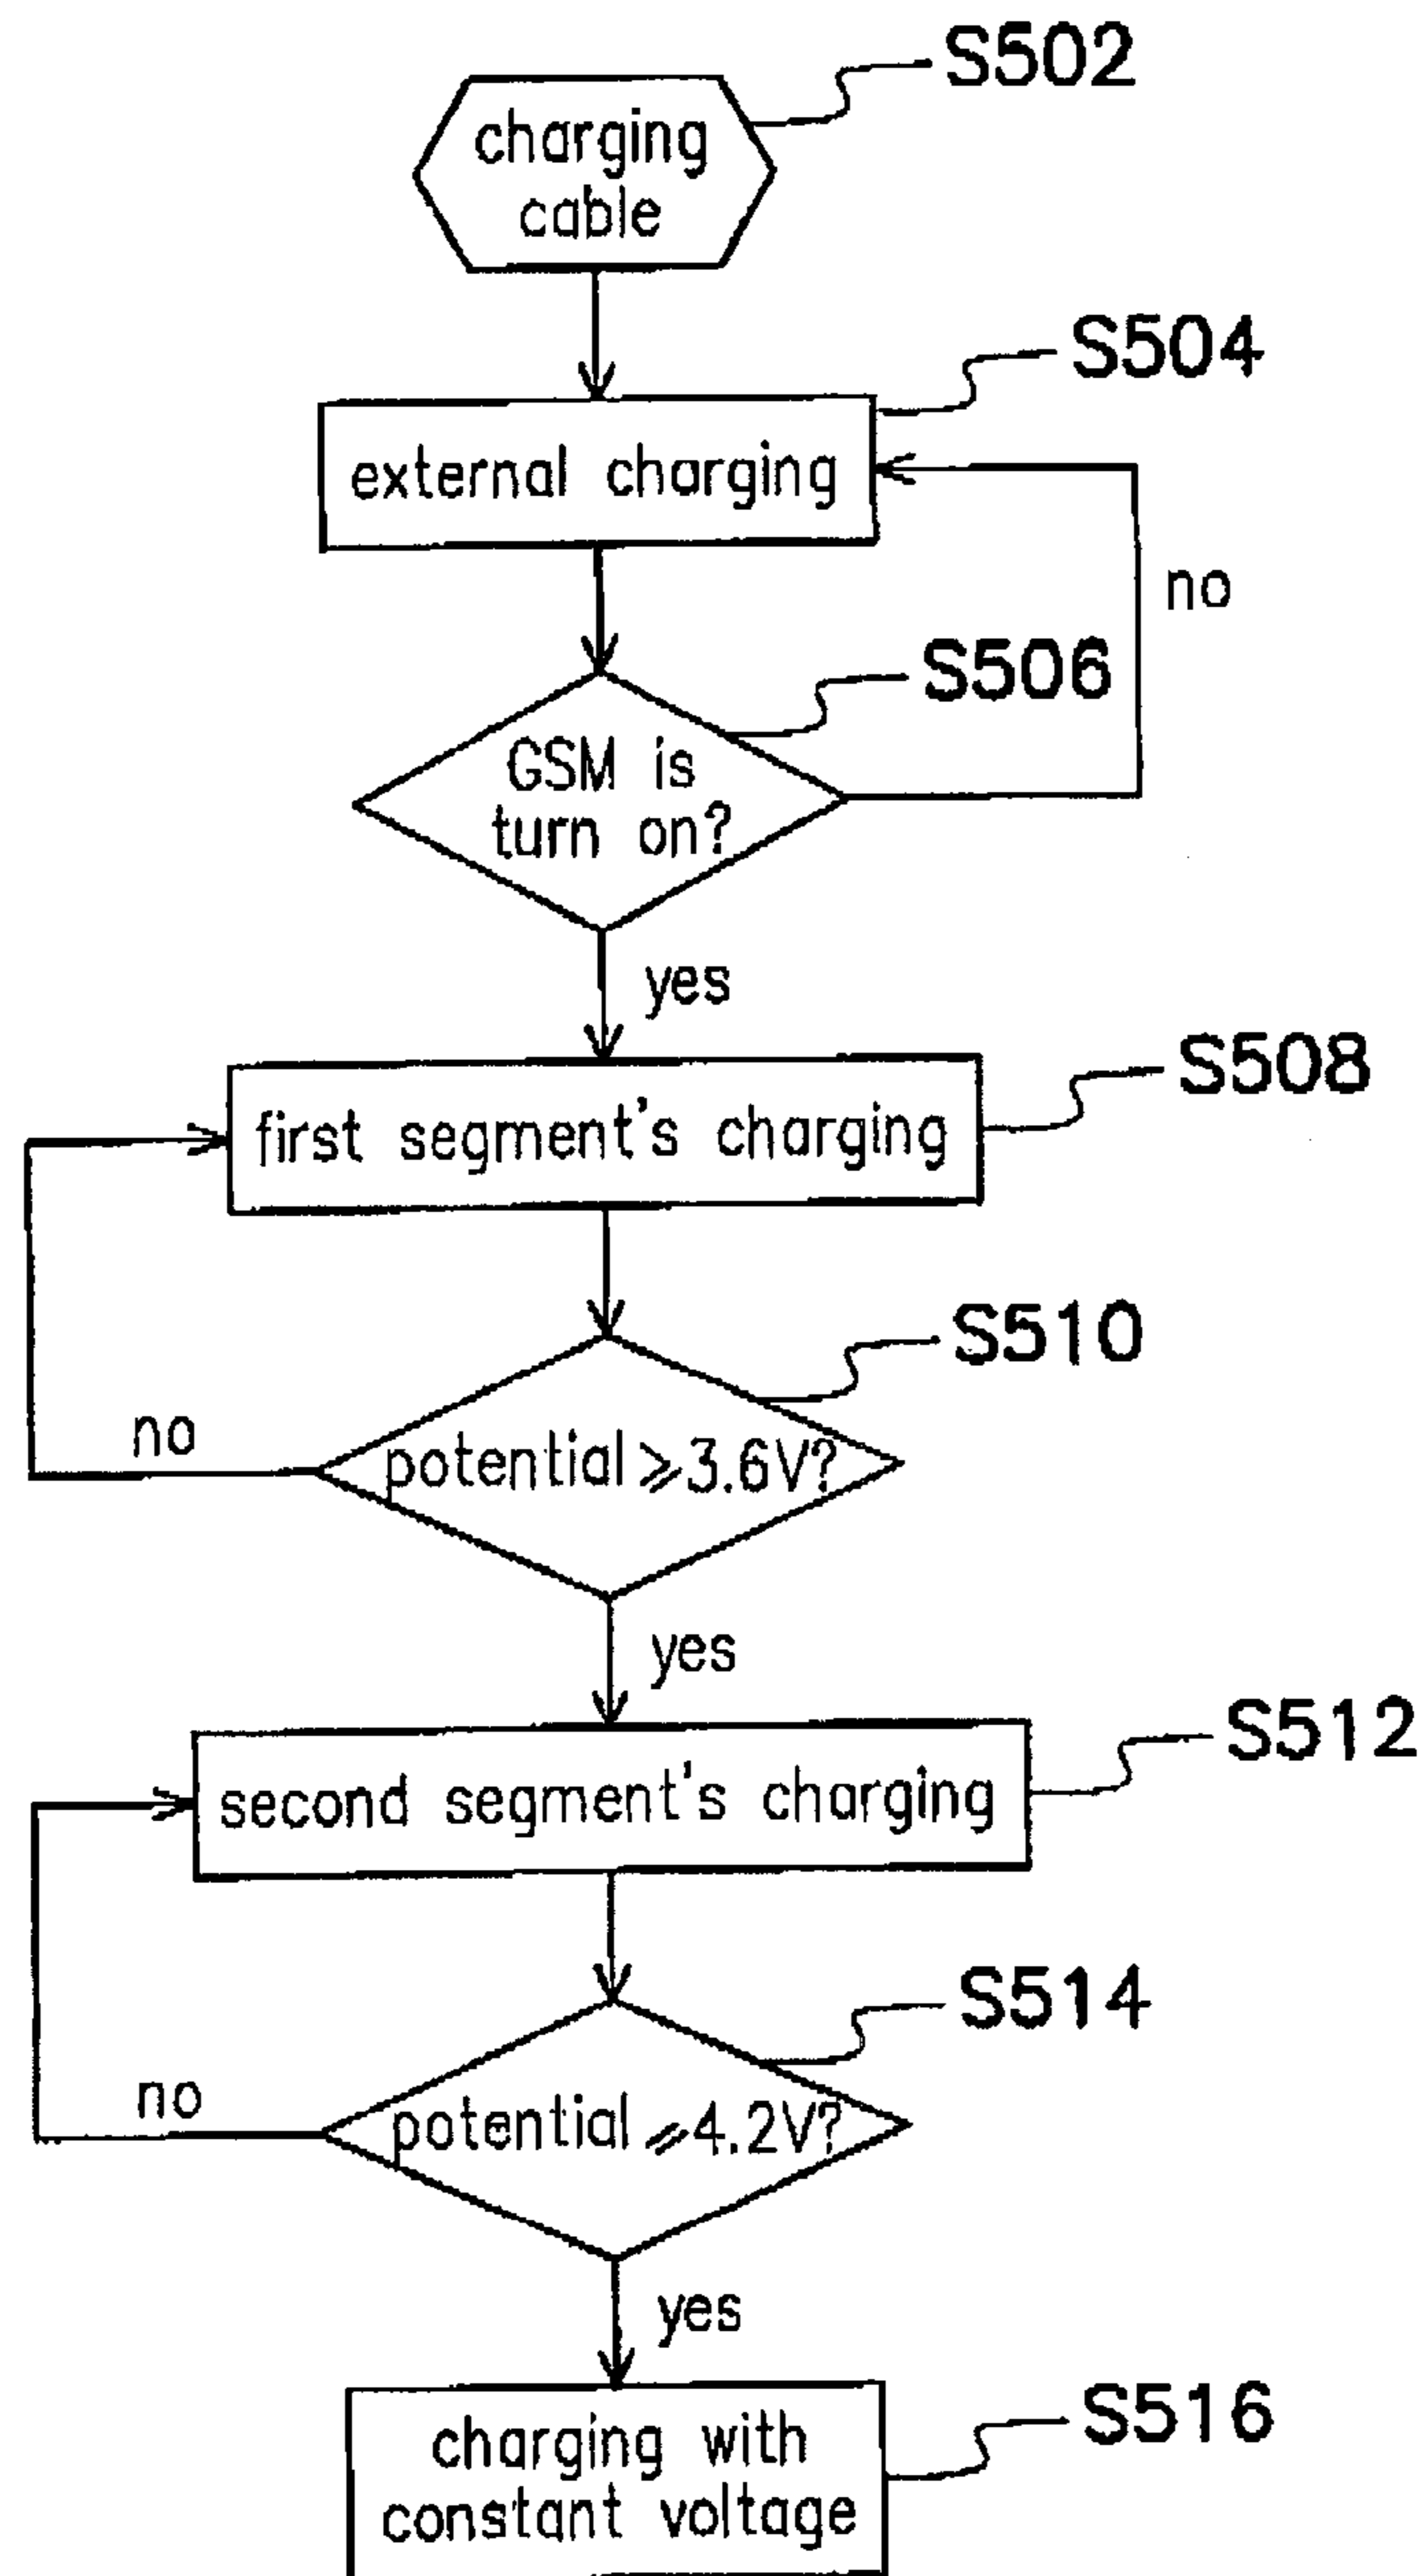 S502
charging
cable
S504
external charging
no
S506
GSM is
turn on?
yes
S508
first segment's charging
S510
no
potential ⩾ 3.6V?
yes
S512
second segment's charging
S514
no
potential ⩾ 4.2V?
yes
S516
charging with
constant voltage